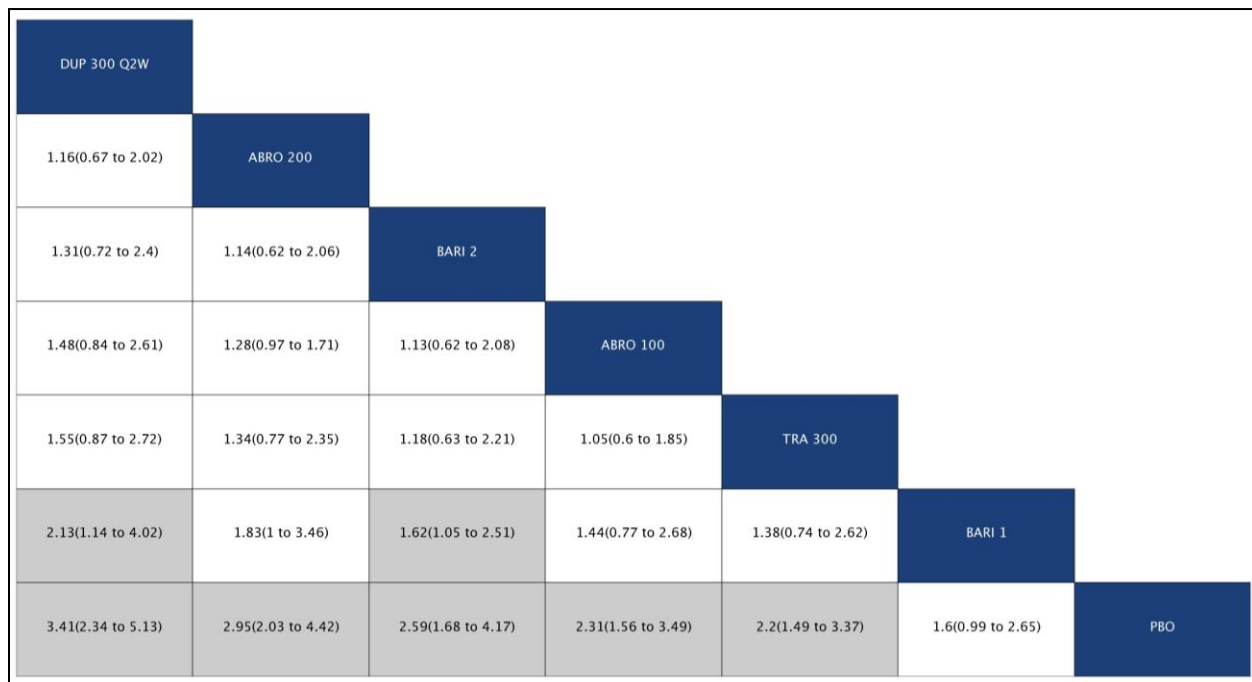 DUP 300 Q2W
1.16(0.67 to 2.02) ABRO 200
1.31(0.72 to 2.4) 1.14(0.62 to 2.06) BARI 2
1.48(0.84 to 2.61) 1.28(0.97 to 1.71) 1.13(0.62 to 2.08) ABRO 100
1.55(0.87 to 2.72) 1.34(0.77 to 2.35) 1.18(0.63 to 2.21) 1.05(0.6 to 1.85) TRA 300
2.13(1.14 to 4.02) 1.83(1 to 3.46) 1.62(1.05 to 2.51) 1.44(0.77 to 2.68) 1.38(0.74 to 2.62) BARI 1
3.41(2.34 to 5.13) 2.95(2.03 to 4.42) 2.59(1.68 to 4.17) 2.31(1.56 to 3.49) 2.2(1.49 to 3.37) 1.6(0.99 to 2.65) PBO